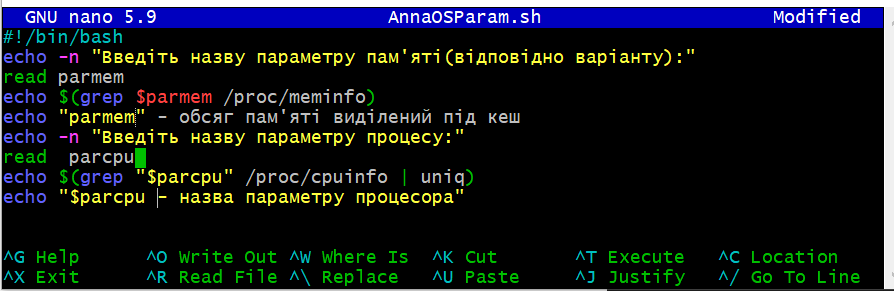 GNU nano 5.9 AnnaOSParam.sh Modified
#!/bin/bash
echo -n "Введіть назву параметру пам'яті(відповідно варіанту):"
read parmem
echo $(grep $parmem /proc/meminfo)
echo "parmem" - обсяг пам'яті виділений під кеш
echo -n "Введіть назву параметру процесу:"
read  parcpu
echo $(grep "$parcpu" /proc/cpuinfo | uniq)
echo "$parcpu - назва параметру процесора"
^G Help ^O Write Out ^W Where Is ^K Cut ^T Execute ^C Location
^X Exit ^R Read File ^\ Replace ^U Paste ^J Justify ^/ Go To Line